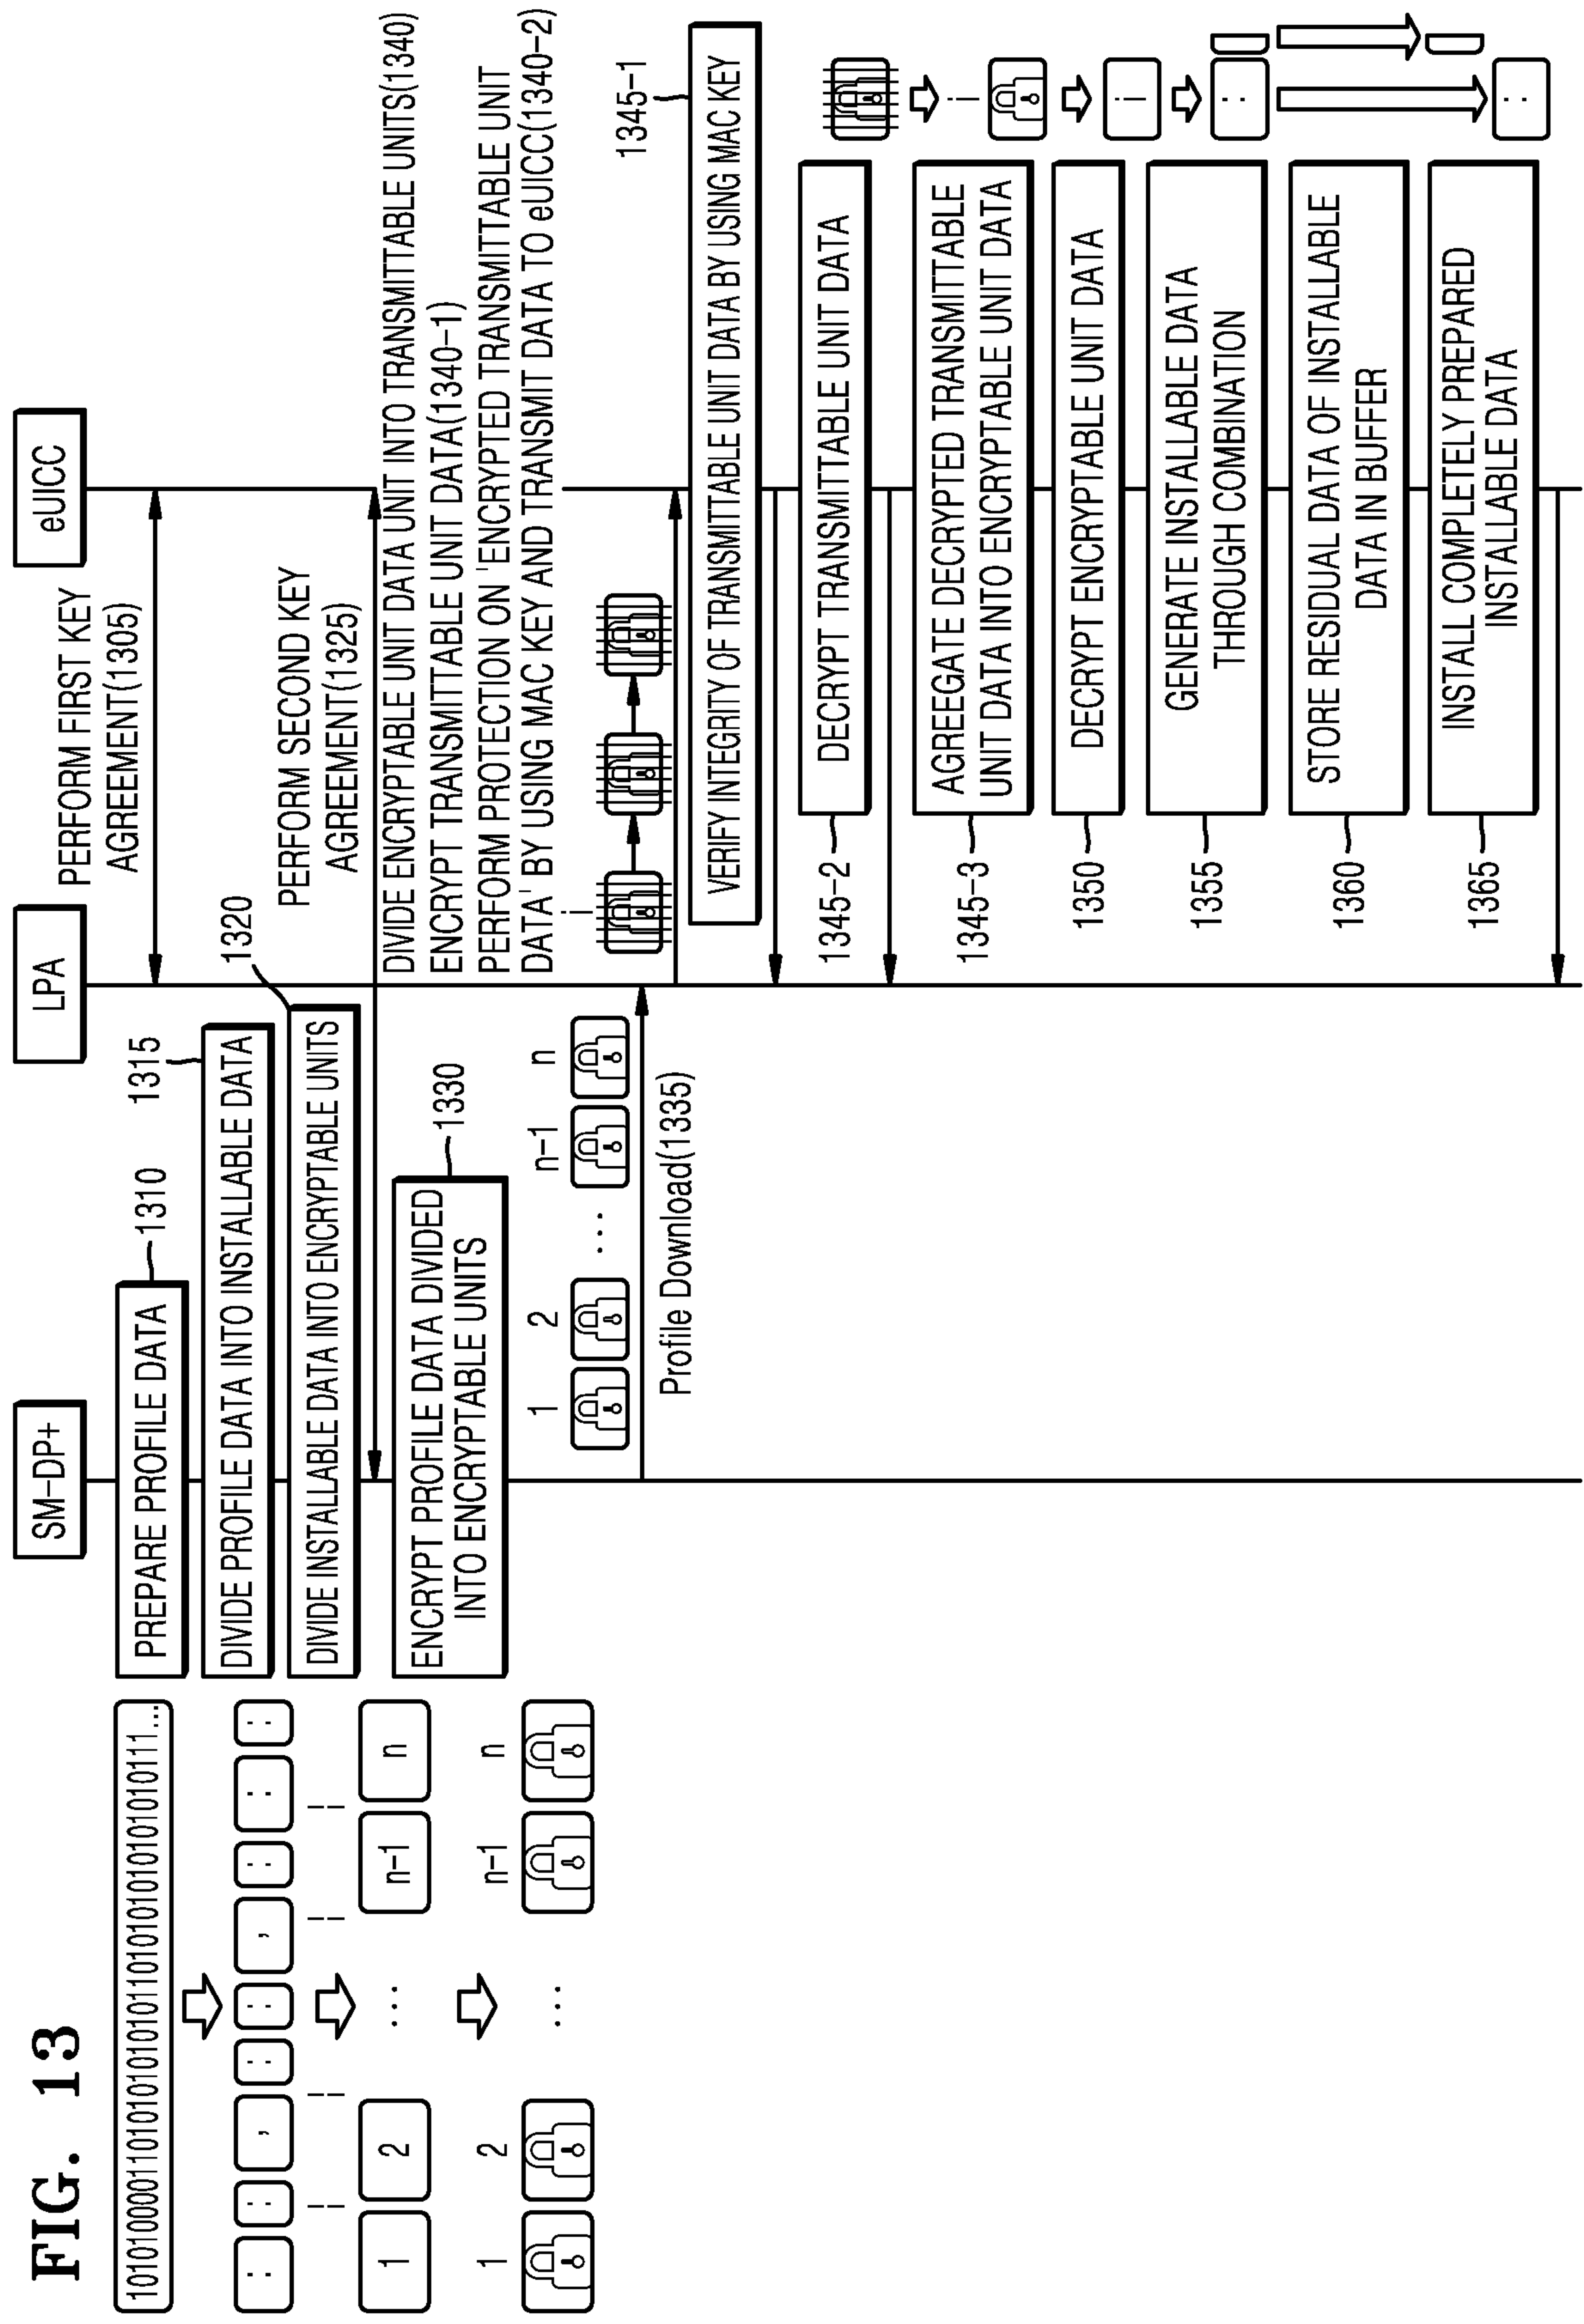 FIG. 13
SM-DP+
LPA
eUICC
PERFORM FIRST KEY
AGREEMENT(1305)
1010100001101010101010101101010101010101010111...
PREPARE PROFILE DATA
1310
DIVIDE PROFILE DATA INTO INSTALLABLE DATA
1315
DIVIDE INSTALLABLE DATA INTO ENCRYPTABLE UNITS
1320
PERFORM SECOND KEY
AGREEMENT(1325)
1
2
...
n-1
n
ENCRYPT PROFILE DATA DIVIDED
INTO ENCRYPTABLE UNITS
1330
1
2
...
n-1
n
1
2
...
n-1
n
Profile Download(1335)
DIVIDE ENCRYPTABLE UNIT DATA UNIT INTO TRANSMITTABLE UNITS(1340)
ENCRYPT TRANSMITTABLE UNIT DATA(1340-1)
PERFORM PROTECTION ON 'ENCRYPTED TRANSMITTABLE UNIT
DATA' BY USING MAC KEY AND TRANSMIT DATA TO eUICC(1340-2)
1345-1
VERIFY INTEGRITY OF TRANSMITTABLE UNIT DATA BY USING MAC KEY
1345-2
DECRYPT TRANSMITTABLE UNIT DATA
1345-3
AGREEGATE DECRYPTED TRANSMITTABLE
UNIT DATA INTO ENCRYPTABLE UNIT DATA
1350
DECRYPT ENCRYPTABLE UNIT DATA
1355
GENERATE INSTALLABLE DATA
THROUGH COMBINATION
1360
STORE RESIDUAL DATA OF INSTALLABLE
DATA IN BUFFER
1365
INSTALL COMPLETELY PREPARED
INSTALLABLE DATA